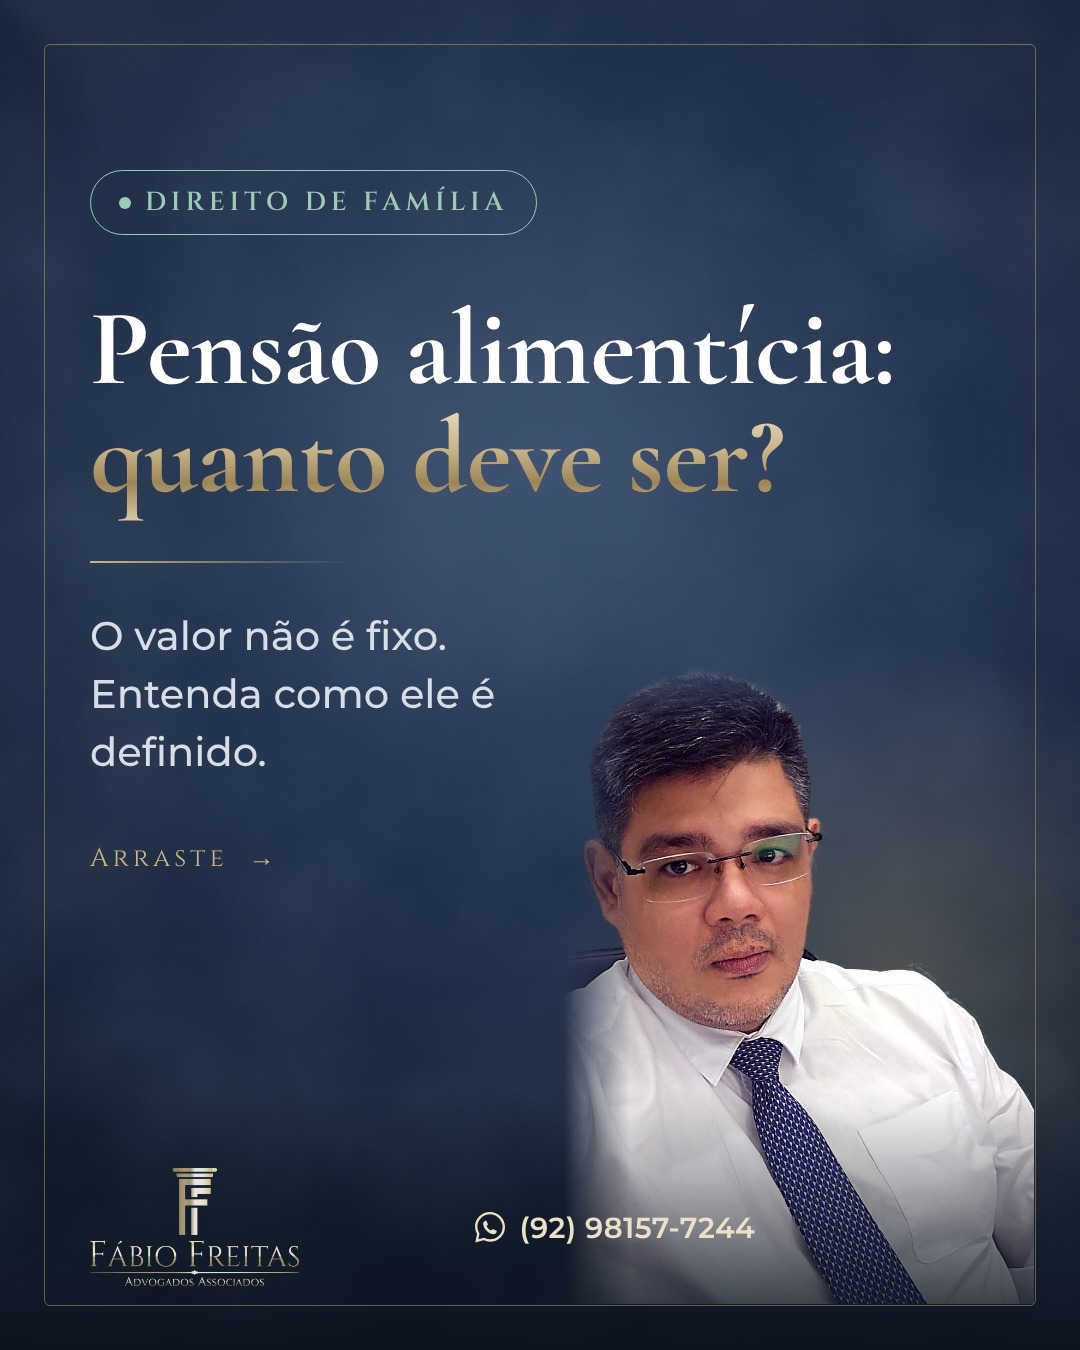 DIREITO DE FAMÍLIA
Pensão alimentícia:
quanto deve ser?
O valor não é fixo.
Entenda como ele é
definido.
ARRASTE →
(92) 98157-7244
FÁBIO FREITAS
ADVOGADOS ASSOCIADOS